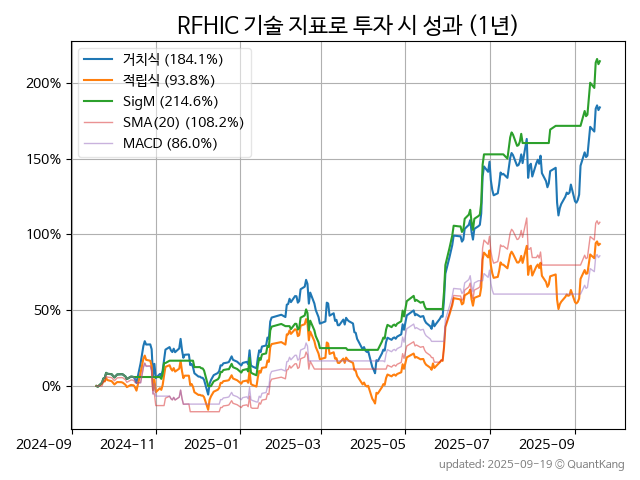 RFHIC 기술 지표로 투자 시 성과 (1년)
거치식 (184.1%)
적립식 (93.8%)
SigM (214.6%)
SMA(20) (108.2%)
MACD (86.0%)
200%
150%
100%
50%
0%
2024-09 2024-11 2025-01 2025-03 2025-05 2025-07 2025-09
updated: 2025-09-19 © QuantKang